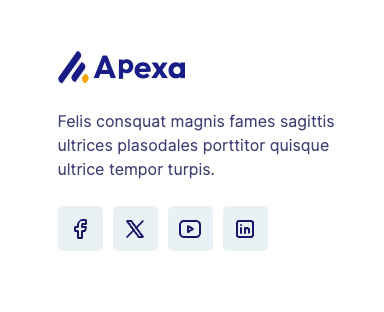 Apexa
Felis consquat magnis fames sagittis
ultrices plasodales porttitor quisque
ultrice tempor turpis.